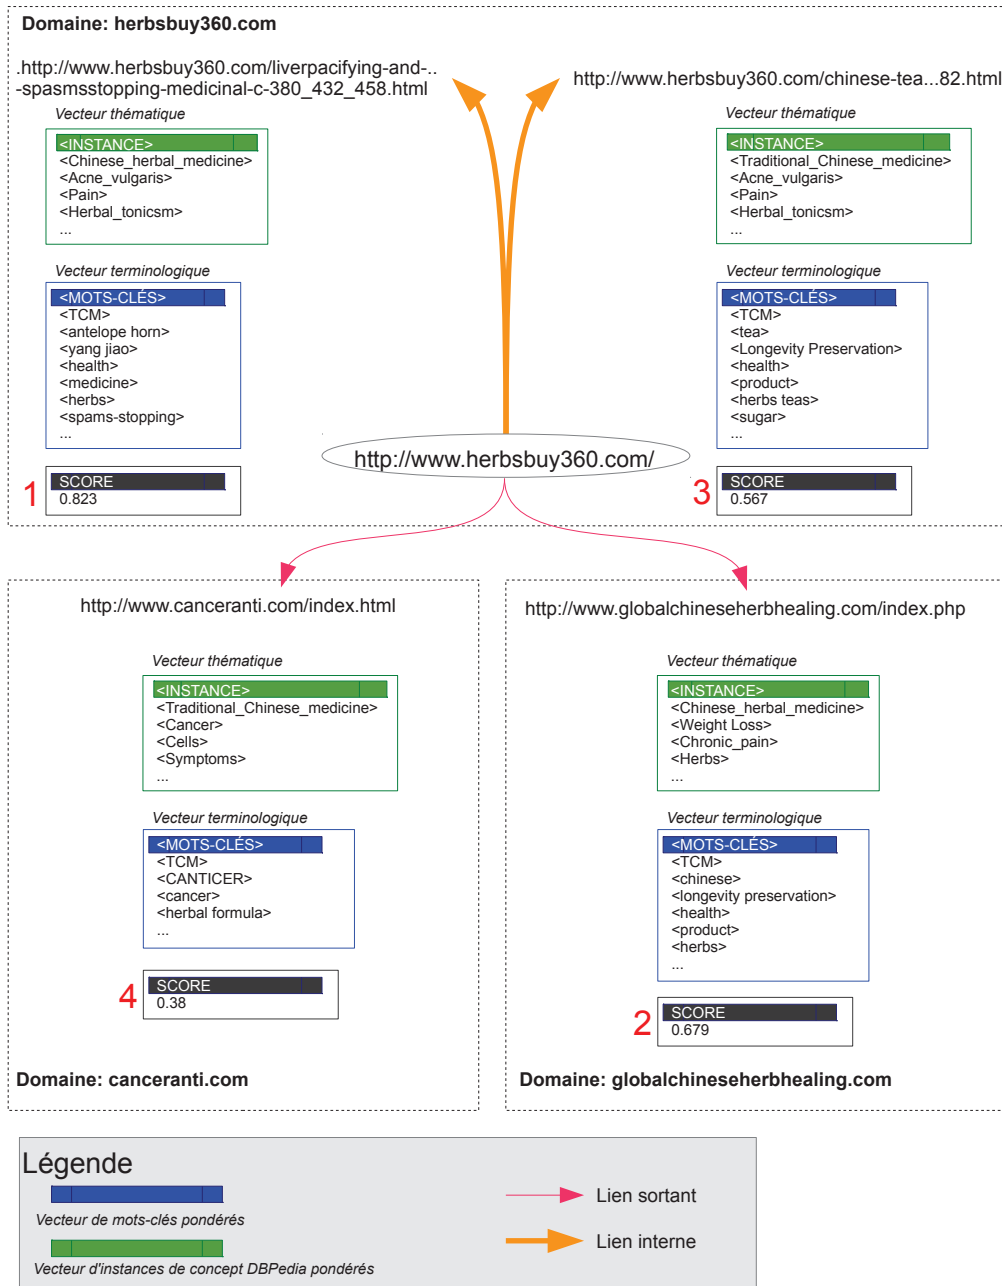 Domaine: herbsbuy360.com
.http://www.herbsbuy360.com/liverpacifying-and-..
-spasmsstopping-medicinal-c-380_432_458.html
Vecteur thématique
<INSTANCE>
<Chinese_herbal_medicine>
<Acne_vulgaris>
<Pain>
<Herbal_tonicsm>
...
Vecteur terminologique
<MOTS-CLÉS>
<TCM>
<antelope horn>
<yang jiao>
<health>
<medicine>
<herbs>
<spams-stopping>
...
1
SCORE
0.823
http://www.herbsbuy360.com/chinese-tea...82.html
Vecteur thématique
<INSTANCE>
<Traditional_Chinese_medicine>
<Acne_vulgaris>
<Pain>
<Herbal_tonicsm>
...
Vecteur terminologique
<MOTS-CLÉS>
<TCM>
<tea>
<Longevity Preservation>
<health>
<product>
<herbs teas>
<sugar>
...
3
SCORE
0.567
http://www.herbsbuy360.com/
http://www.canceranti.com/index.html
Vecteur thématique
<INSTANCE>
<Traditional_Chinese_medicine>
<Cancer>
<Cells>
<Symptoms>
...
Vecteur terminologique
<MOTS-CLÉS>
<TCM>
<CANTICER>
<cancer>
<herbal formula>
...
4
SCORE
0.38
Domaine: canceranti.com
http://www.globalchineseherbhealing.com/index.php
Vecteur thématique
<INSTANCE>
<Chinese_herbal_medicine>
<Weight Loss>
<Chronic_pain>
<Herbs>
...
Vecteur terminologique
<MOTS-CLÉS>
<TCM>
<chinese>
<longevity preservation>
<health>
<product>
<herbs>
...
2
SCORE
0.679
Domaine: globalchineseherbhealing.com
Légende
Vecteur de mots-clés pondérés
Vecteur d'instances de concept DBPedia pondérés
Lien sortant
Lien interne